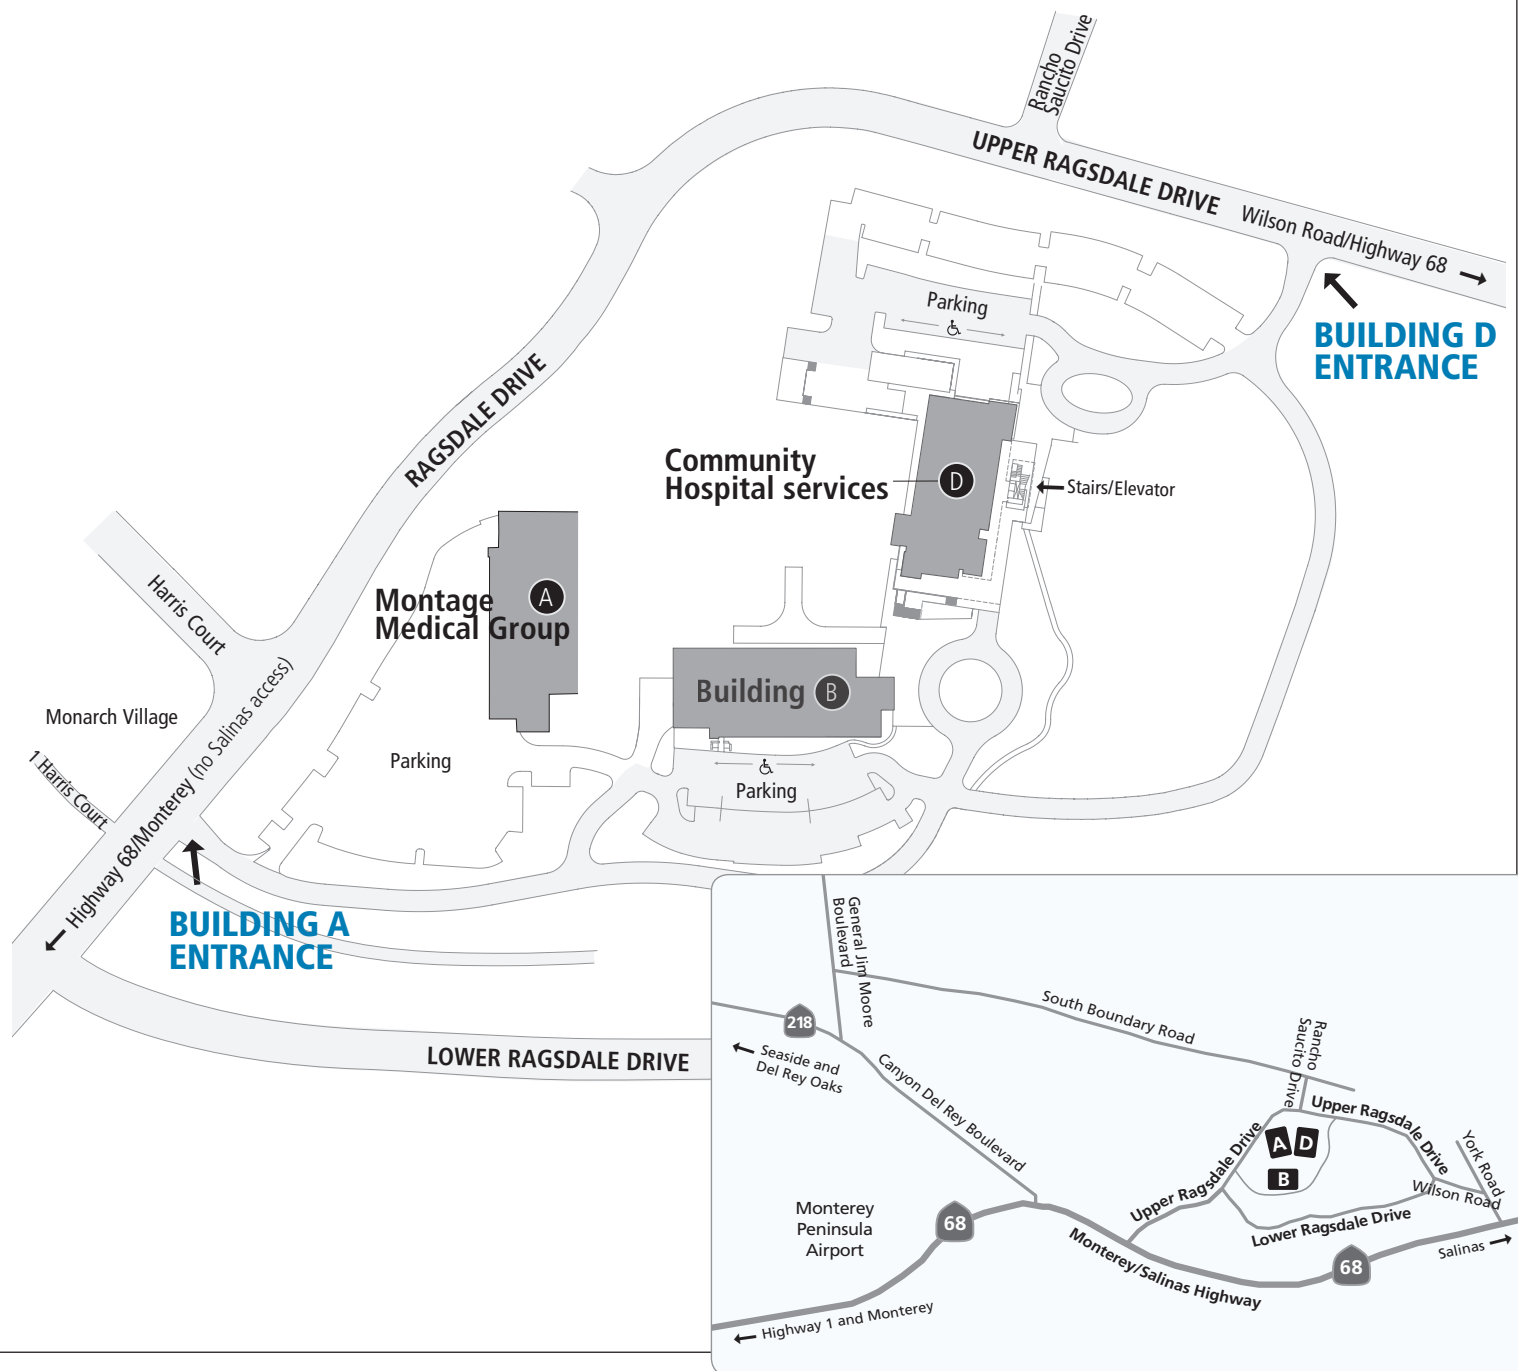 Rancho
Saucito Drive
UPPER RAGSDALE DRIVE
Wilson Road/Highway 68
BUILDING D
ENTRANCE
Parking
RAGSDALE DRIVE
Community
Hospital services
D
Stairs/Elevator
Montage
Medical Group
A
Harris Court
Building B
Monarch Village
1 Harris Court
Highway 68/Monterey (no Salinas access)
Parking
Parking
BUILDING A
ENTRANCE
LOWER RAGSDALE DRIVE
General Jim Moore
Boulevard
South Boundary Road
218
Seaside and
Del Rey Oaks
Canyon Del Rey Boulevard
Rancho
Saucito Drive
Upper Ragsdale Drive
Upper Ragsdale Drive
A
D
B
York Road
Wilson Road
Lower Ragsdale Drive
Monterey
Peninsula
Airport
68
Monterey/Salinas Highway
68
Salinas
Highway 1 and Monterey